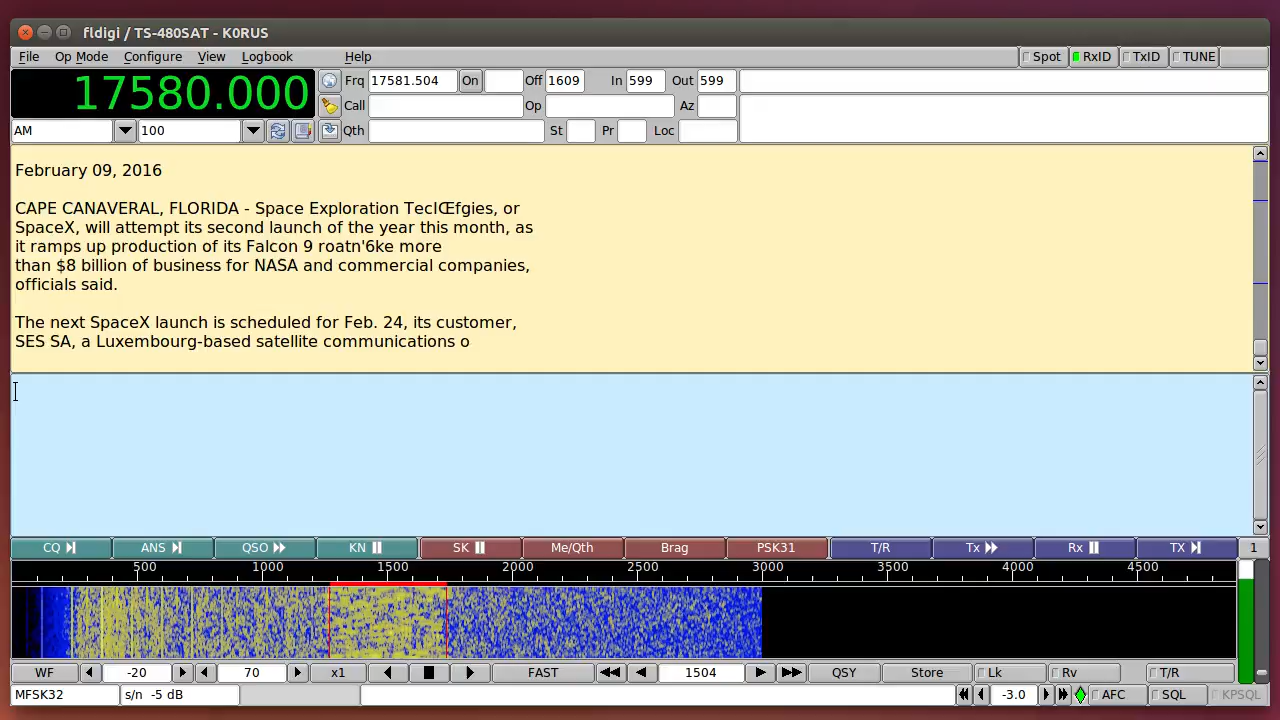 fldigi / TS-480SAT - K0RUS
File Op Mode Configure View Logbook Help Spot RxID TxID TUNE
17580.000
Frq 17581.504 On Off 1609 In 599 Out 599
Call Op Az
AM 100 Qth St Pr Loc
February 09, 2016
CAPE CANAVERAL, FLORIDA - Space Exploration TecIŒfgies, or
SpaceX, will attempt its second launch of the year this month, as
it ramps up production of its Falcon 9 roatn'6ke more
than $8 billion of business for NASA and commercial companies,
officials said.
The next SpaceX launch is scheduled for Feb. 24, its customer,
SES SA, a Luxembourg-based satellite communications o
CQ ANS QSO KN SK Me/Qth Brag PSK31 T/R Tx Rx TX 1
500 1000 1500 2000 2500 3000 3500 4000 4500
WF -20 70 x1 FAST 1504 QSY Store Lk Rv T/R
MFSK32 s/n -5 dB -3.0 AFC SQL KPSQL